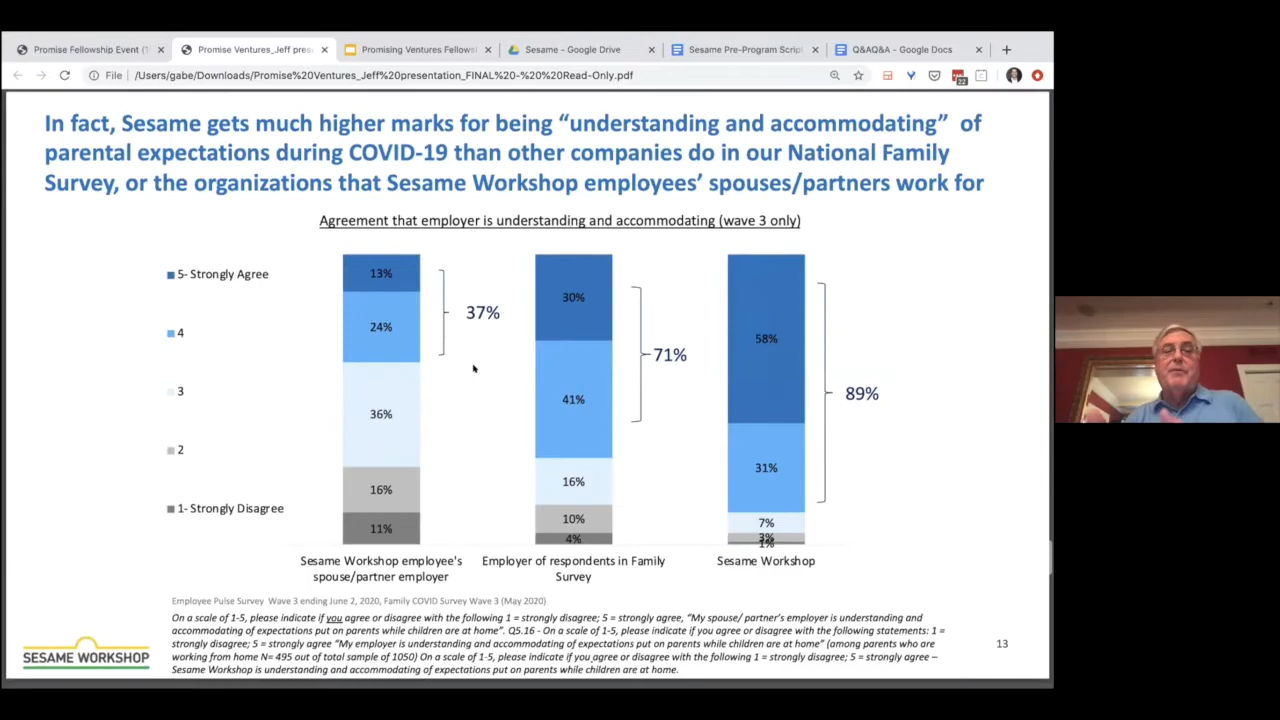 Promise Fellowship Event (T
Promise Ventures_Jeff pres
Promising Ventures Fellows
Sesame - Google Drive
Sesame Pre-Program Script
Q&AQ&A - Google Docs
File
/Users/gabe/Downloads/Promise%20Ventures_Jeff%20presentation_FINAL%20-%20%20Read-Only.pdf
22
In fact, Sesame gets much higher marks for being “understanding and accommodating” of
parental expectations during COVID-19 than other companies do in our National Family
Survey, or the organizations that Sesame Workshop employees’ spouses/partners work for
Agreement that employer is understanding and accommodating (wave 3 only)
5- Strongly Agree
4
3
2
1- Strongly Disagree
13%
24%
36%
16%
11%
37%
30%
41%
16%
10%
4%
71%
58%
31%
7%
3%
1%
89%
Sesame Workshop employee's
spouse/partner employer
Employer of respondents in Family
Survey
Sesame Workshop
Employee Pulse Survey Wave 3 ending June 2, 2020, Family COVID Survey Wave 3 (May 2020)
On a scale of 1-5, please indicate if you agree or disagree with the following 1 = strongly disagree; 5 = strongly agree, “My spouse/ partner’s employer is understanding and
accommodating of expectations put on parents while children are at home”. Q5.16 - On a scale of 1-5, please indicate if you agree or disagree with the following statements: 1 =
strongly disagree; 5 = strongly agree “My employer is understanding and accommodating of expectations put on parents while children are at home” (among parents who are
working from home N= 495 out of total sample of 1050) On a scale of 1-5, please indicate if you agree or disagree with the following 1 = strongly disagree; 5 = strongly agree –
Sesame Workshop is understanding and accommodating of expectations put on parents while children are at home.
SESAME WORKSHOP
13